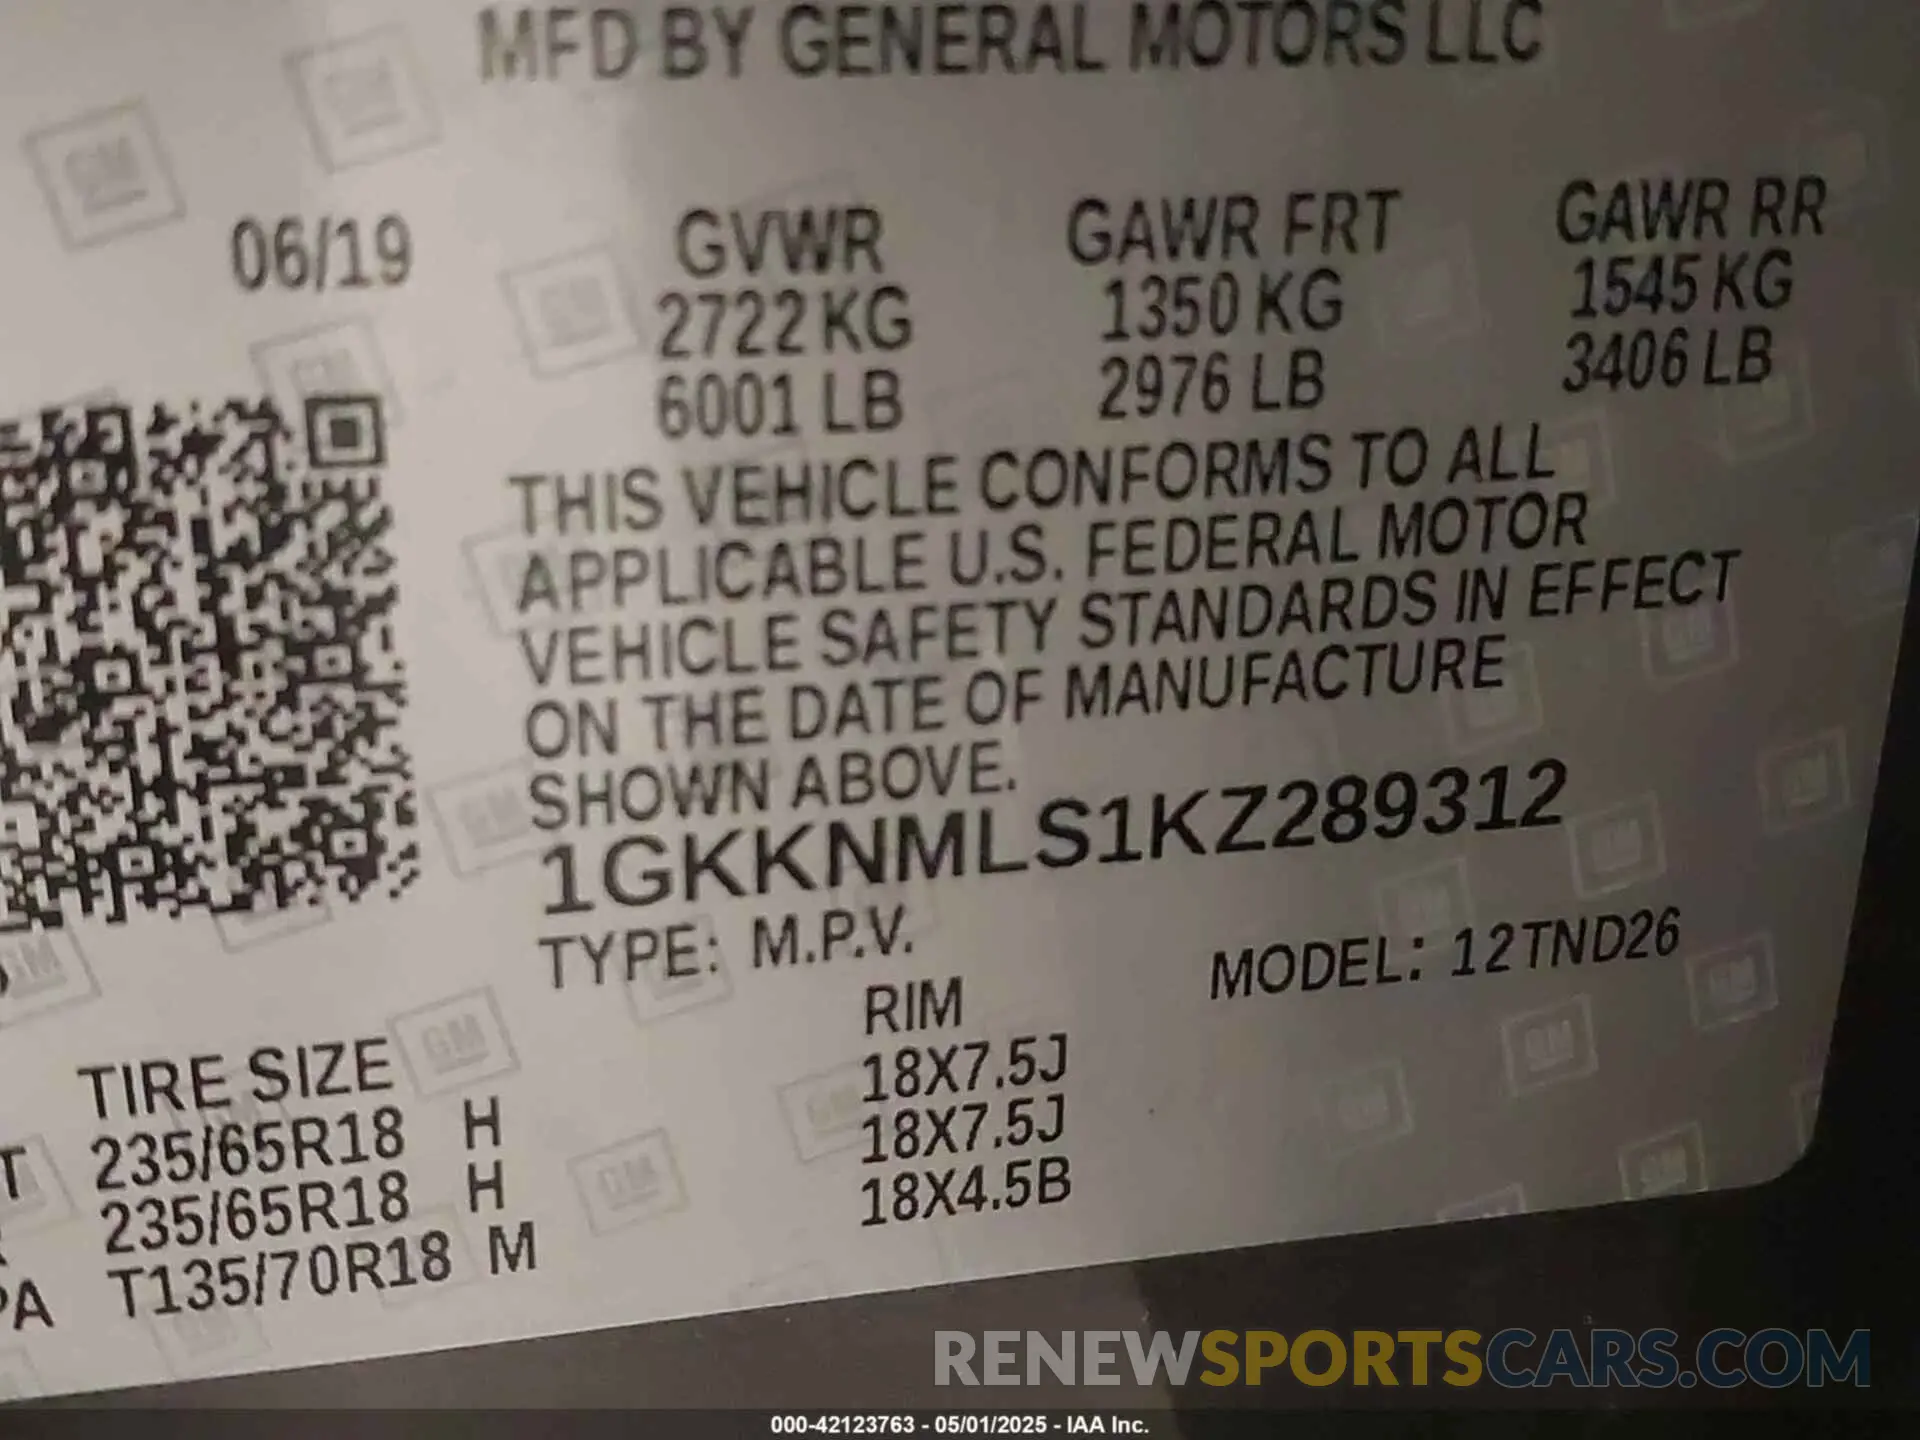 MFD BY GENERAL MOTORS LLC
06/19
GVWR GAWR FRT GAWR RR
2722 KG 1350 KG 1545 KG
6001 LB 2976 LB 3406 LB
THIS VEHICLE CONFORMS TO ALL
APPLICABLE U.S. FEDERAL MOTOR
VEHICLE SAFETY STANDARDS IN EFFECT
ON THE DATE OF MANUFACTURE
SHOWN ABOVE.
1GKKNMLS1KZ289312
TYPE: M.P.V. MODEL: 12TND26
TIRE SIZE RIM
T 235/65R18 H 18X7.5J
235/65R18 H 18X7.5J
PA T135/70R18 M 18X4.5B
RENEWSPORTSCARS.COM
000-42123763 - 05/01/2025 - IAA Inc.